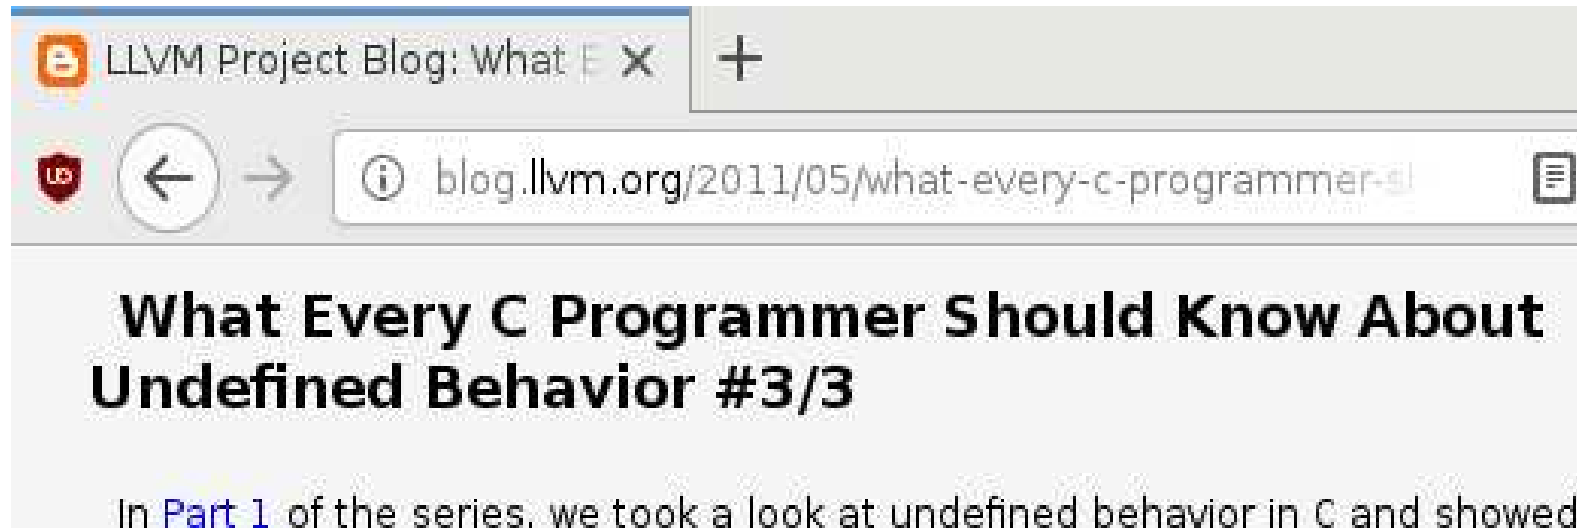 LLVM Project Blog: What
blog.llvm.org/2011/05/what-every-c-programmer-s
What Every C Programmer Should Know About
Undefined Behavior #3/3
In Part 1 of the series, we took a look at undefined behavior in C and showed